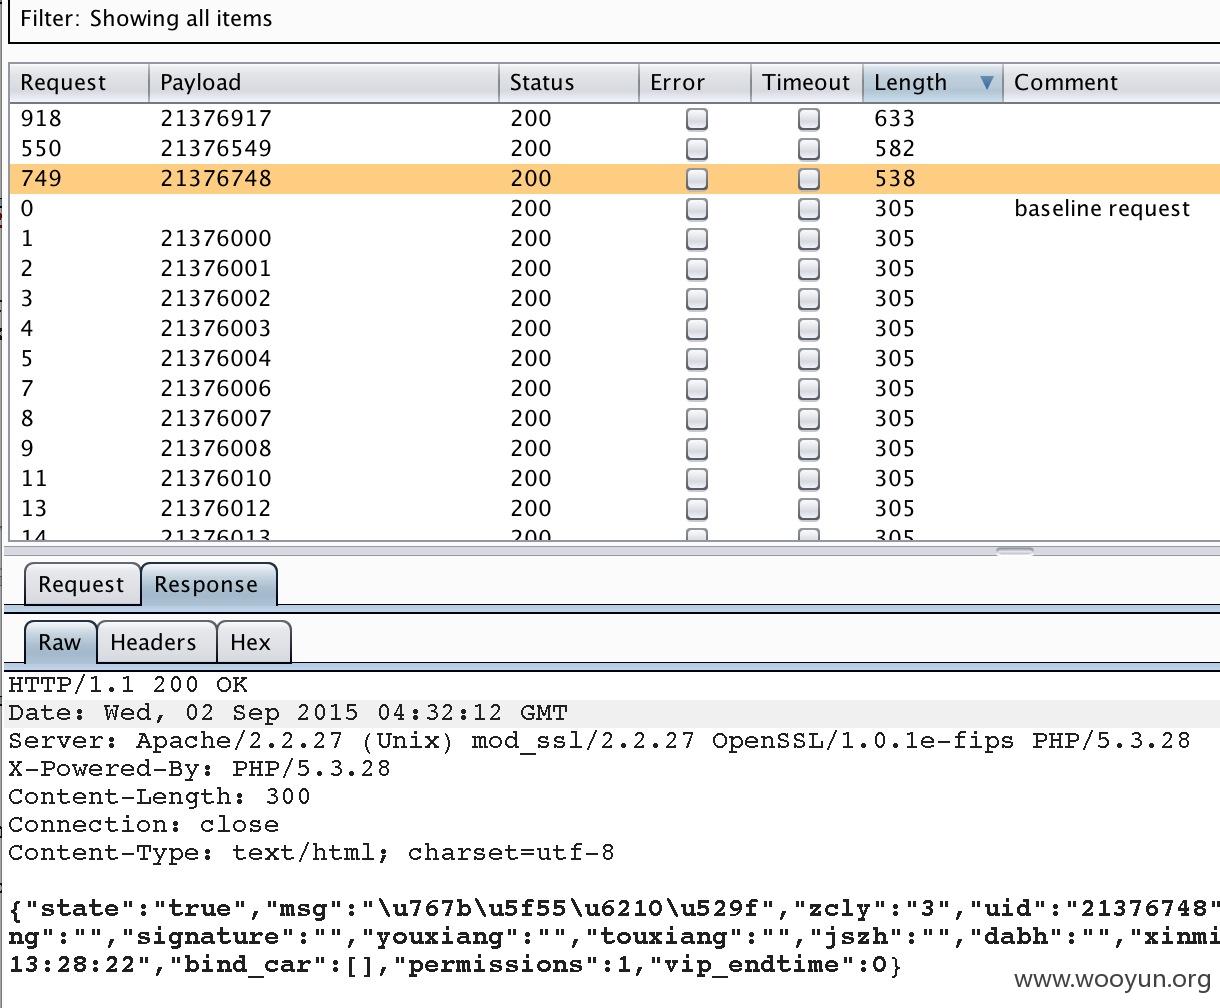 Filter: Showing all items
Request Payload Status Error Timeout Length Comment
918 21376917 200 633
550 21376549 200 582
749 21376748 200 538
0 200 305 baseline request
1 21376000 200 305
2 21376001 200 305
3 21376002 200 305
4 21376003 200 305
5 21376004 200 305
7 21376006 200 305
8 21376007 200 305
9 21376008 200 305
11 21376010 200 305
13 21376012 200 305
14 21376013 200 305
Request Response
Raw Headers Hex
HTTP/1.1 200 OK
Date: Wed, 02 Sep 2015 04:32:12 GMT
Server: Apache/2.2.27 (Unix) mod_ssl/2.2.27 OpenSSL/1.0.1e-fips PHP/5.3.28
X-Powered-By: PHP/5.3.28
Content-Length: 300
Connection: close
Content-Type: text/html; charset=utf-8
{"state":"true","msg":"\u767b\u5f55\u6210\u529f","zcly":"3","uid":"21376748"
ng":"","signature":"","youxiang":"","touxiang":"","jszh":"","dabh":"","xinmi
13:28:22","bind_car":[],"permissions":1,"vip_endtime":0}
www.wooyun.org